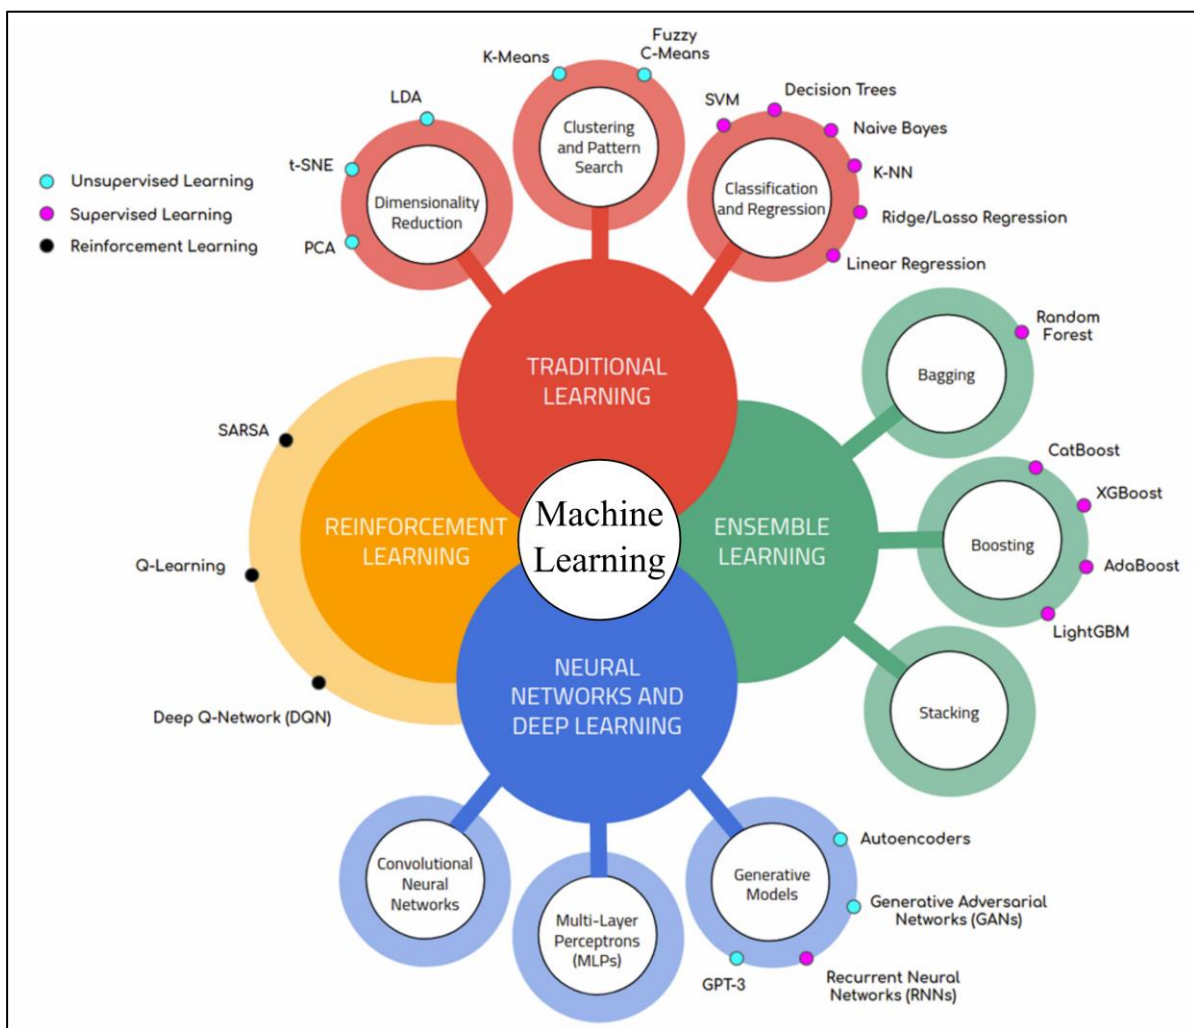 Unsupervised Learning
Supervised Learning
Reinforcement Learning
LDA
t-SNE
PCA
Dimensionality
Reduction
K-Means
Fuzzy
C-Means
Clustering
and Pattern
Search
SVM
Decision Trees
Naive Bayes
K-NN
Ridge/Lasso Regression
Linear Regression
Classification
and Regression
TRADITIONAL
LEARNING
Random
Forest
Bagging
CatBoost
XGBoost
AdaBoost
LightGBM
Boosting
Stacking
ENSEMBLE
LEARNING
Machine
Learning
REINFORCEMENT
LEARNING
SARSA
Q-Learning
Deep Q-Network (DQN)
NEURAL
NETWORKS AND
DEEP LEARNING
Convolutional
Neural
Networks
Multi-Layer
Perceptrons
(MLPs)
Generative
Models
Autoencoders
Generative Adversarial
Networks (GANs)
GPT-3
Recurrent Neural
Networks (RNNs)